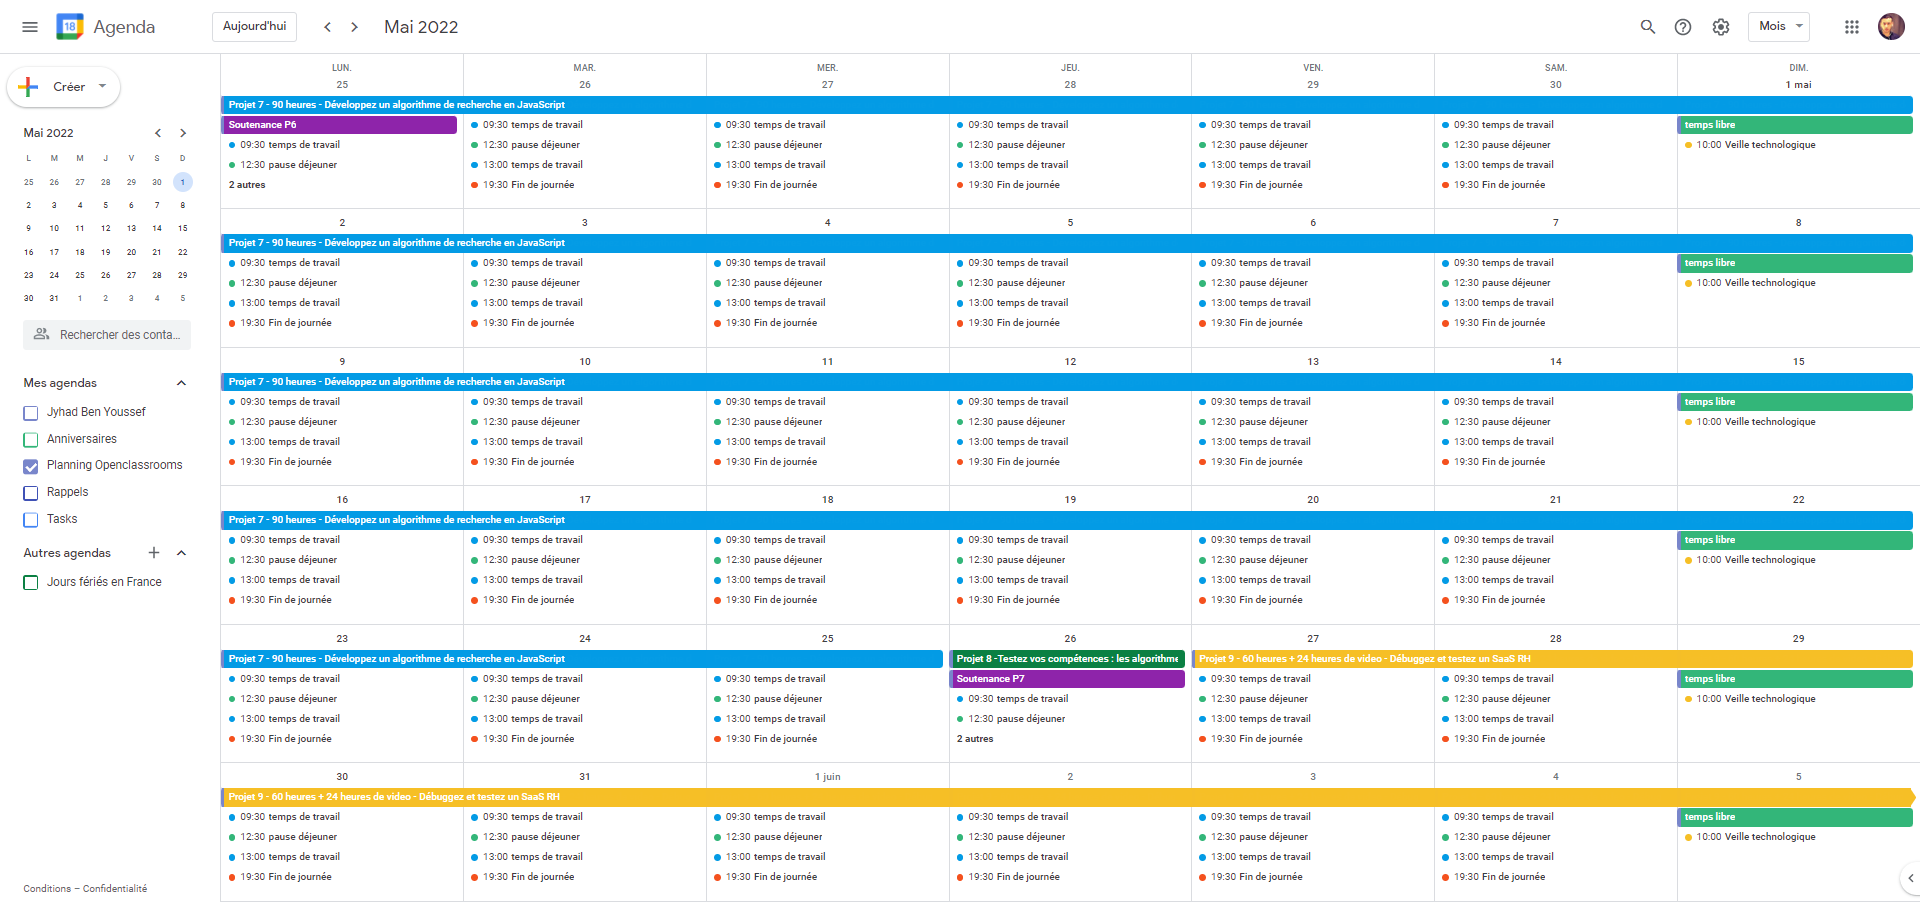 18 Agenda Aujourd'hui Mai 2022 Mois
Créer
Mai 2022
L M M J V S D
25 26 27 28 29 30 1
2 3 4 5 6 7 8
9 10 11 12 13 14 15
16 17 18 19 20 21 22
23 24 25 26 27 28 29
30 31 1 2 3 4 5
Rechercher des conta...
Mes agendas
Jyhad Ben Youssef
Anniversaires
Planning Openclassrooms
Rappels
Tasks
Autres agendas
Jours fériés en France
Conditions – Confidentialité
LUN. MAR. MER. JEU. VEN. SAM. DIM.
25 26 27 28 29 30 1 mai
Projet 7 - 90 heures - Développez un algorithme de recherche en JavaScript
Soutenance P6 09:30 temps de travail 09:30 temps de travail 09:30 temps de travail 09:30 temps de travail 09:30 temps de travail temps libre
09:30 temps de travail 12:30 pause déjeuner 12:30 pause déjeuner 12:30 pause déjeuner 12:30 pause déjeuner 12:30 pause déjeuner 10:00 Veille technologique
12:30 pause déjeuner 13:00 temps de travail 13:00 temps de travail 13:00 temps de travail 13:00 temps de travail 13:00 temps de travail
2 autres 19:30 Fin de journée 19:30 Fin de journée 19:30 Fin de journée 19:30 Fin de journée 19:30 Fin de journée
2 3 4 5 6 7 8
Projet 7 - 90 heures - Développez un algorithme de recherche en JavaScript
09:30 temps de travail 09:30 temps de travail 09:30 temps de travail 09:30 temps de travail 09:30 temps de travail 09:30 temps de travail temps libre
12:30 pause déjeuner 12:30 pause déjeuner 12:30 pause déjeuner 12:30 pause déjeuner 12:30 pause déjeuner 12:30 pause déjeuner 10:00 Veille technologique
13:00 temps de travail 13:00 temps de travail 13:00 temps de travail 13:00 temps de travail 13:00 temps de travail 13:00 temps de travail
19:30 Fin de journée 19:30 Fin de journée 19:30 Fin de journée 19:30 Fin de journée 19:30 Fin de journée 19:30 Fin de journée
9 10 11 12 13 14 15
Projet 7 - 90 heures - Développez un algorithme de recherche en JavaScript
09:30 temps de travail 09:30 temps de travail 09:30 temps de travail 09:30 temps de travail 09:30 temps de travail 09:30 temps de travail temps libre
12:30 pause déjeuner 12:30 pause déjeuner 12:30 pause déjeuner 12:30 pause déjeuner 12:30 pause déjeuner 12:30 pause déjeuner 10:00 Veille technologique
13:00 temps de travail 13:00 temps de travail 13:00 temps de travail 13:00 temps de travail 13:00 temps de travail 13:00 temps de travail
19:30 Fin de journée 19:30 Fin de journée 19:30 Fin de journée 19:30 Fin de journée 19:30 Fin de journée 19:30 Fin de journée
16 17 18 19 20 21 22
Projet 7 - 90 heures - Développez un algorithme de recherche en JavaScript
09:30 temps de travail 09:30 temps de travail 09:30 temps de travail 09:30 temps de travail 09:30 temps de travail 09:30 temps de travail temps libre
12:30 pause déjeuner 12:30 pause déjeuner 12:30 pause déjeuner 12:30 pause déjeuner 12:30 pause déjeuner 12:30 pause déjeuner 10:00 Veille technologique
13:00 temps de travail 13:00 temps de travail 13:00 temps de travail 13:00 temps de travail 13:00 temps de travail 13:00 temps de travail
19:30 Fin de journée 19:30 Fin de journée 19:30 Fin de journée 19:30 Fin de journée 19:30 Fin de journée 19:30 Fin de journée
23 24 25 26 27 28 29
Projet 7 - 90 heures - Développez un algorithme de recherche en JavaScript Projet 8 -Testez vos compétences : les algorithme Projet 9 - 60 heures + 24 heures de video - Débuggez et testez un SaaS RH
09:30 temps de travail 09:30 temps de travail 09:30 temps de travail Soutenance P7 09:30 temps de travail 09:30 temps de travail temps libre
12:30 pause déjeuner 12:30 pause déjeuner 12:30 pause déjeuner 09:30 temps de travail 12:30 pause déjeuner 12:30 pause déjeuner 10:00 Veille technologique
13:00 temps de travail 13:00 temps de travail 13:00 temps de travail 12:30 pause déjeuner 13:00 temps de travail 13:00 temps de travail
19:30 Fin de journée 19:30 Fin de journée 19:30 Fin de journée 2 autres 19:30 Fin de journée 19:30 Fin de journée
30 31 1 juin 2 3 4 5
Projet 9 - 60 heures + 24 heures de video - Débuggez et testez un SaaS RH
09:30 temps de travail 09:30 temps de travail 09:30 temps de travail 09:30 temps de travail 09:30 temps de travail 09:30 temps de travail temps libre
12:30 pause déjeuner 12:30 pause déjeuner 12:30 pause déjeuner 12:30 pause déjeuner 12:30 pause déjeuner 12:30 pause déjeuner 10:00 Veille technologique
13:00 temps de travail 13:00 temps de travail 13:00 temps de travail 13:00 temps de travail 13:00 temps de travail 13:00 temps de travail
19:30 Fin de journée 19:30 Fin de journée 19:30 Fin de journée 19:30 Fin de journée 19:30 Fin de journée 19:30 Fin de journée